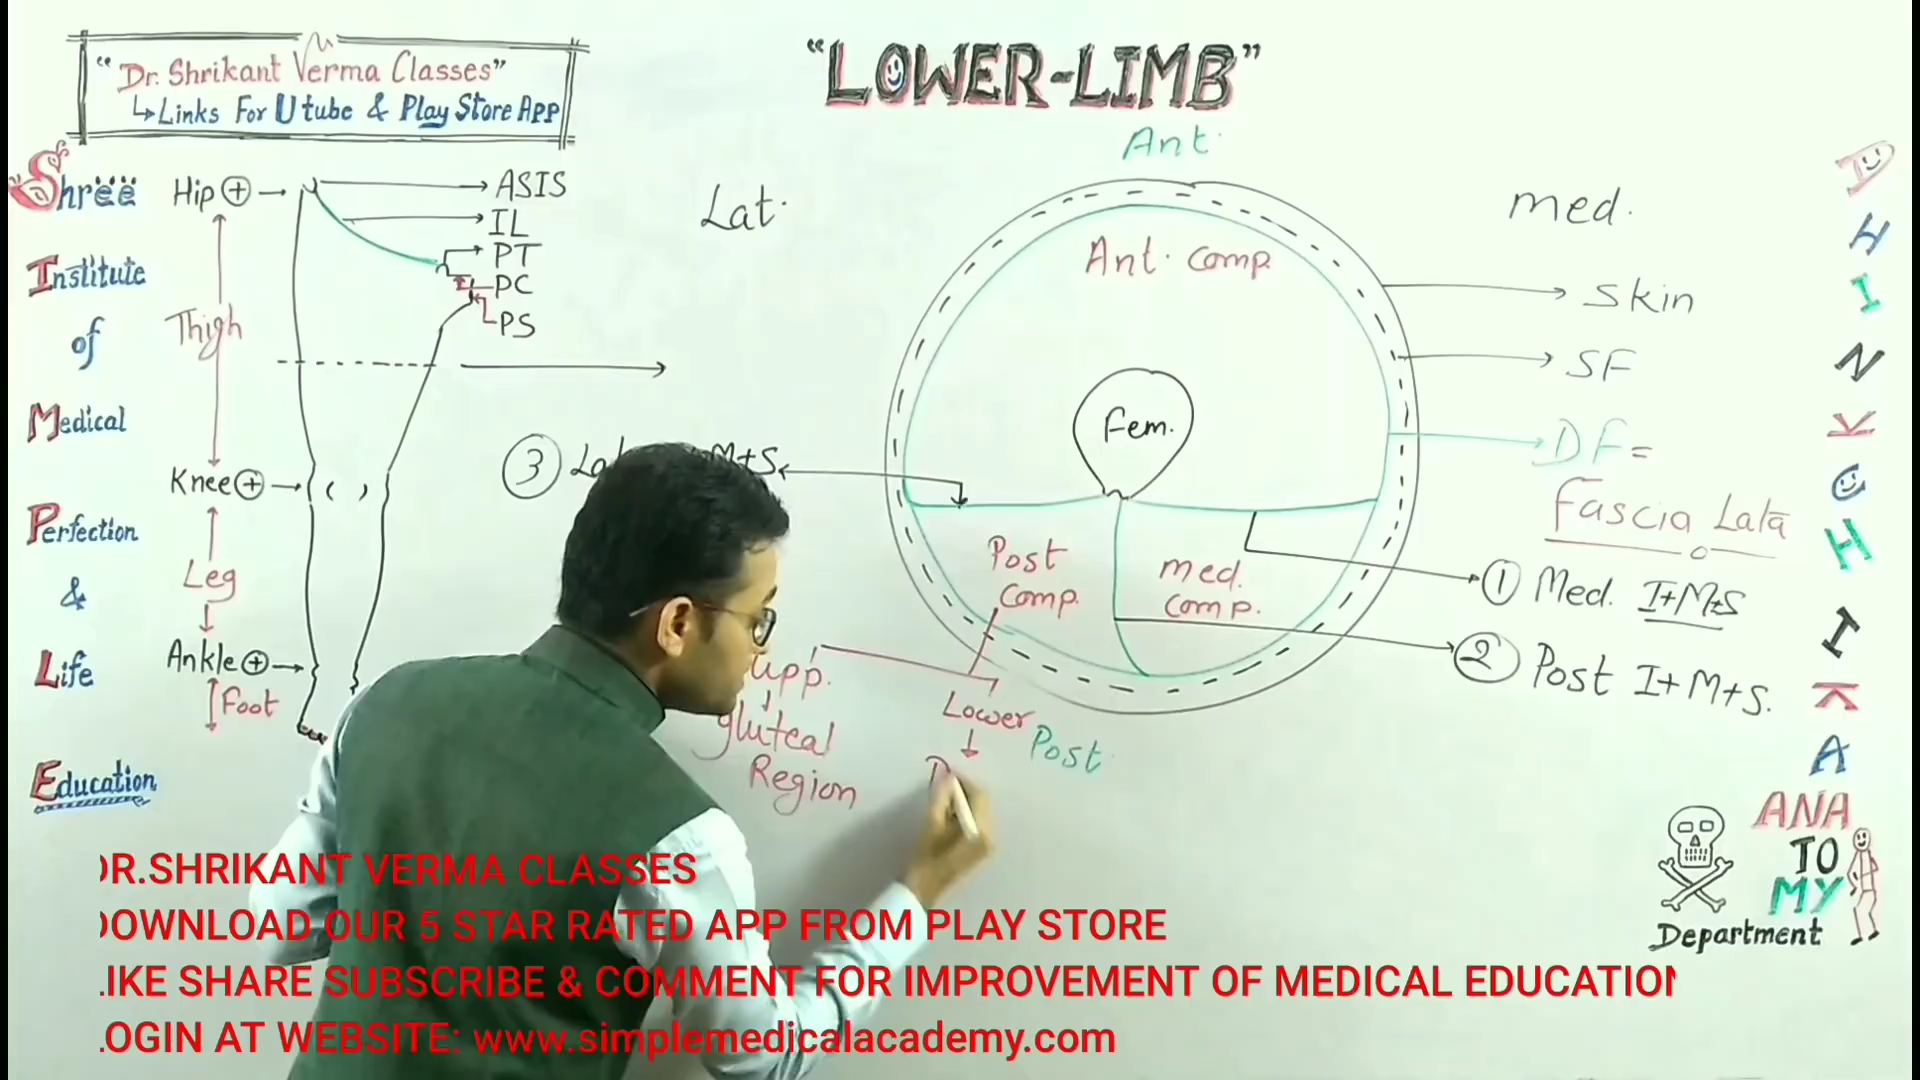 "Dr. Shrikant Verma Classes"
↳Links For Utube & Play Store App
"LOWER-LIMB"
Ant.
Shree
Institute
of
Medical
Perfection
&
Life
Education
Hip
Thigh
Knee
Leg
Ankle
Foot
ASIS
IL
PT
PC
PS
Lat.
med.
Ant. comp.
Fem.
Post
Comp.
med.
comp.
Skin
SF
DF=
Fascia Lata
① Med. I+M+S
② Post I+M+S.
③
M+S
upp.
gluteal
Region
Lower
Post.
DHINKCHIKA
ANA
TO
MY
Department
DR.SHRIKANT VERMA CLASSES
DOWNLOAD OUR 5 STAR RATED APP FROM PLAY STORE
LIKE SHARE SUBSCRIBE & COMMENT FOR IMPROVEMENT OF MEDICAL EDUCATION
LOGIN AT WEBSITE: www.simplemedicalacademy.com